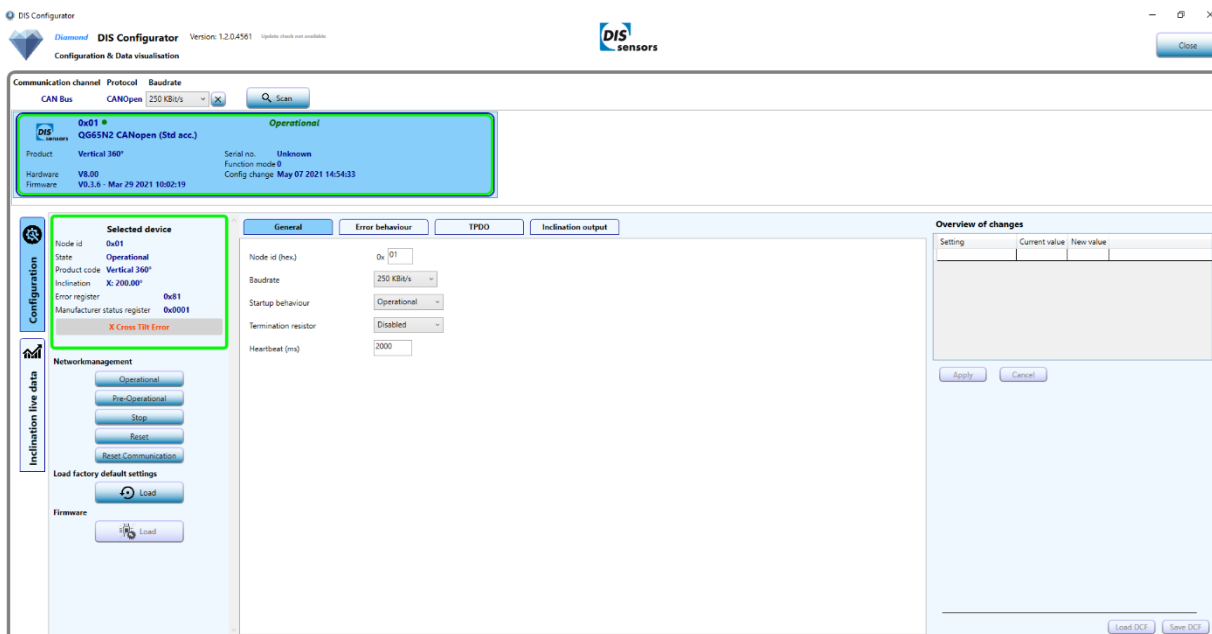 DIS Configurator
Diamond DIS Configurator Version: 1.2.0.4561 Update check not available
Configuration & Data visualisation
DIS sensors
Close
Communication channel Protocol Baudrate
CAN Bus CANOpen 250 KBit/s Scan
DIS sensors
0x01 Operational
QG65N2 CANopen (Std acc.)
Product Vertical 360° Serial no. Unknown
Function mode 0
Hardware V8.00 Config change May 07 2021 14:54:33
Firmware V0.3.6 - Mar 29 2021 10:02:19
Configuration
Inclination live data
Selected device
Node id 0x01
State Operational
Product code Vertical 360°
Inclination X: 200.00°
Error register 0x81
Manufacturer status register 0x0001
X Cross Tilt Error
Networkmanagement
Operational
Pre-Operational
Stop
Reset
Reset Communication
Load factory default settings
Load
Firmware
Load
General Error behaviour TPDO Inclination output
Node id (hex.) 0x 01
Baudrate 250 KBit/s
Startup behaviour Operational
Termination resistor Disabled
Heartbeat (ms) 2000
Overview of changes
Setting Current value New value
Apply Cancel
Load DCF Save DCF